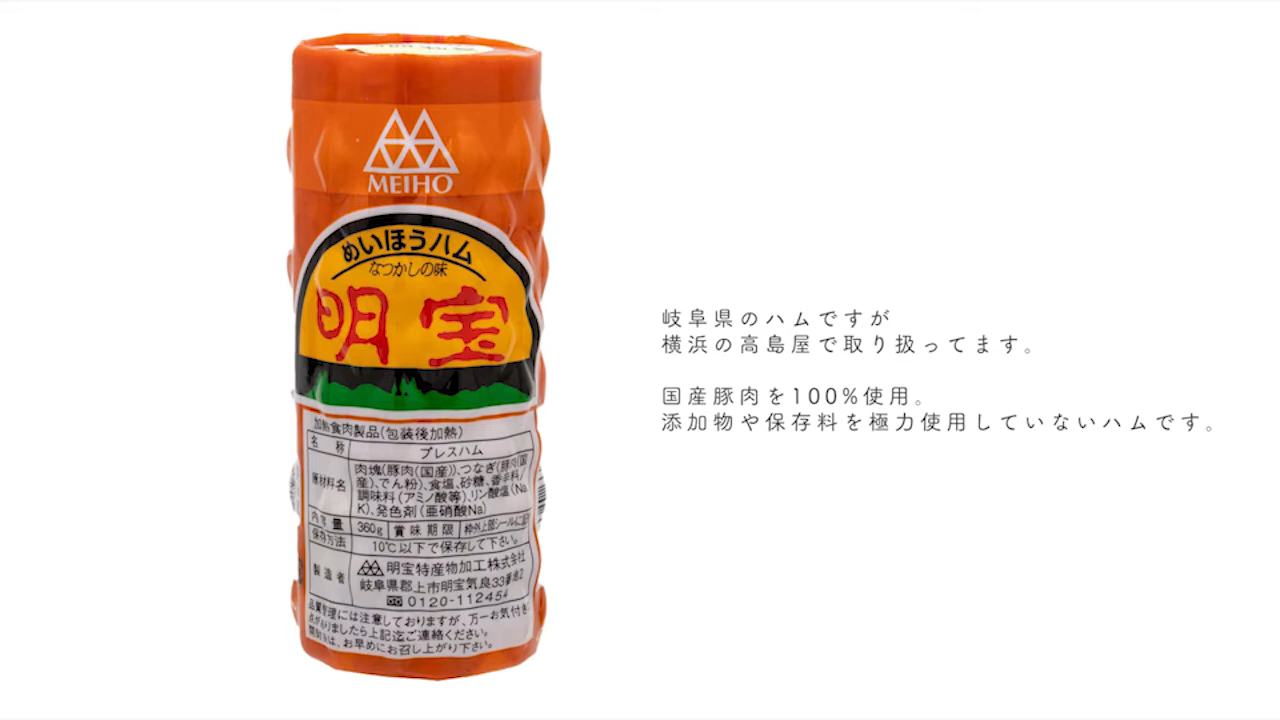 MEIHO
めいほうハム
なつかしの味
明宝
加熱食肉製品(包装後加熱)
名称 プレスハム
原材料名 肉塊(豚肉(国産))、つなぎ(豚肉(国
産)、でん粉)、食塩、砂糖、香辛料/
調味料(アミノ酸等)、リン酸塩(Na、
K)、発色剤(亜硝酸Na)
内容量 360g 賞味期限
保存方法 10℃以下で保存して下さい。
製造者 明宝特産物加工株式会社
岐阜県郡上市明宝気良33番地2
0120-112454
品質管理には注意しておりますが、万一お気付き
点がありましたら上記迄ご連絡ください。
開封後は、お早めにお召し上がり下さい。
岐阜県のハムですが
横浜の高島屋で取り扱ってます。
国産豚肉を100%使用。
添加物や保存料を極力使用していないハムです。